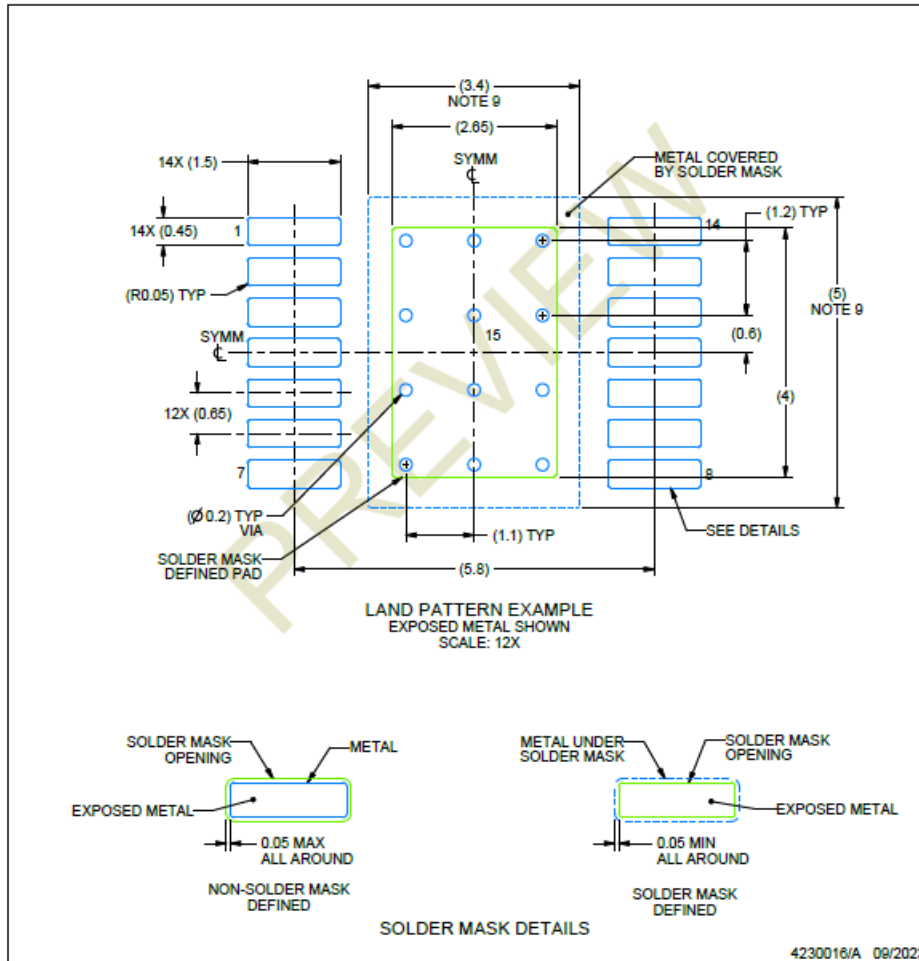 (3.4)
NOTE 9
(2.65)
SYMM
℄
METAL COVERED
BY SOLDER MASK
14X (1.5)
(1.2) TYP
14X (0.45)
1
14
(R0.05) TYP
(5)
NOTE 9
15
SYMM
℄
(0.6)
(4)
12X (0.65)
7
8
(Ø 0.2) TYP
VIA
SEE DETAILS
(1.1) TYP
SOLDER MASK
DEFINED PAD
(5.8)
PREVIEW
LAND PATTERN EXAMPLE
EXPOSED METAL SHOWN
SCALE: 12X
SOLDER MASK
OPENING
METAL
EXPOSED METAL
0.05 MAX
ALL AROUND
NON-SOLDER MASK
DEFINED
METAL UNDER
SOLDER MASK
SOLDER MASK
OPENING
EXPOSED METAL
0.05 MIN
ALL AROUND
SOLDER MASK
DEFINED
SOLDER MASK DETAILS
4230016/A 09/202